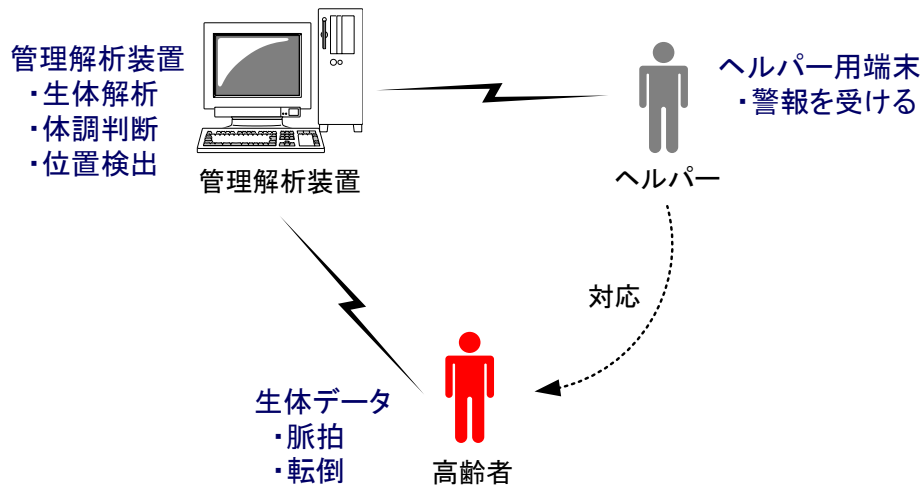 管理解析装置
・生体解析
・体調判断
・位置検出
管理解析装置
ヘルパー用端末
・警報を受ける
ヘルパー
対応
生体データ
・脈拍
・転倒
高齢者